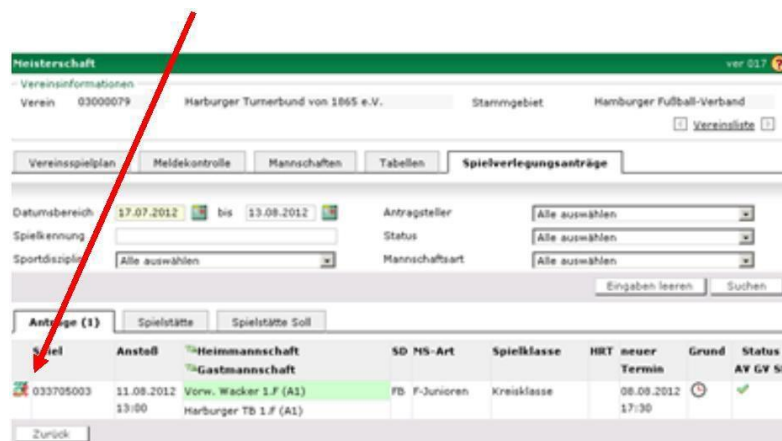 Meisterschaft ver 017 ?
Vereinsinformationen
Verein 03000079 Harburger Turnerbund von 1865 e.V. Stammgebiet Hamburger Fußball-Verband
Vereinsliste
Vereinsspielplan Meldekontrolle Mannschaften Tabellen Spielverlegungsanträge
Datumsbereich 17.07.2012 bis 13.08.2012 Antragsteller Alle auswählen
Spielkennung Status Alle auswählen
Sportdisziplin Alle auswählen Mannschaftsart Alle auswählen
Eingaben leeren Suchen
Anträge (1) Spielstätte Spielstätte Soll
Spiel Anstoß Heimmannschaft SD MS-Art Spielklasse HRT neuer Grund Status
Gastmannschaft Termin AV GV
033705003 11.08.2012 Vorw. Wacker 1.F (A1) FB F-Junioren Kreisklasse 08.08.2012
13:00 Harburger TB 1.F (A1) 17:30
Zurück